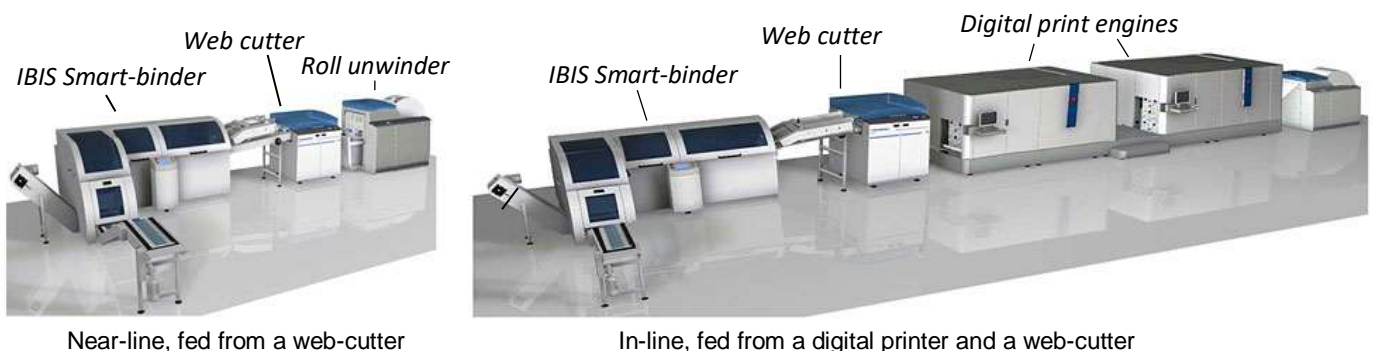 Web cutter
Roll unwinder
IBIS Smart-binder
Digital print engines
Web cutter
IBIS Smart-binder
Near-line, fed from a web-cutter
In-line, fed from a digital printer and a web-cutter